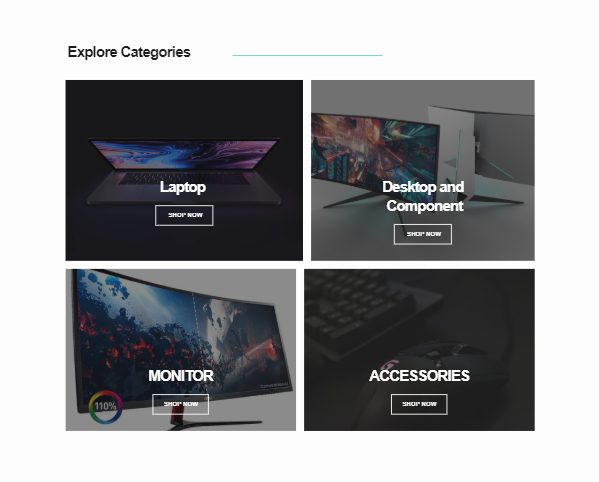 Explore Categories
Laptop
SHOP NOW
Desktop and
Component
SHOP NOW
MONITOR
110%
SHOP NOW
ACCESSORIES
SHOP NOW